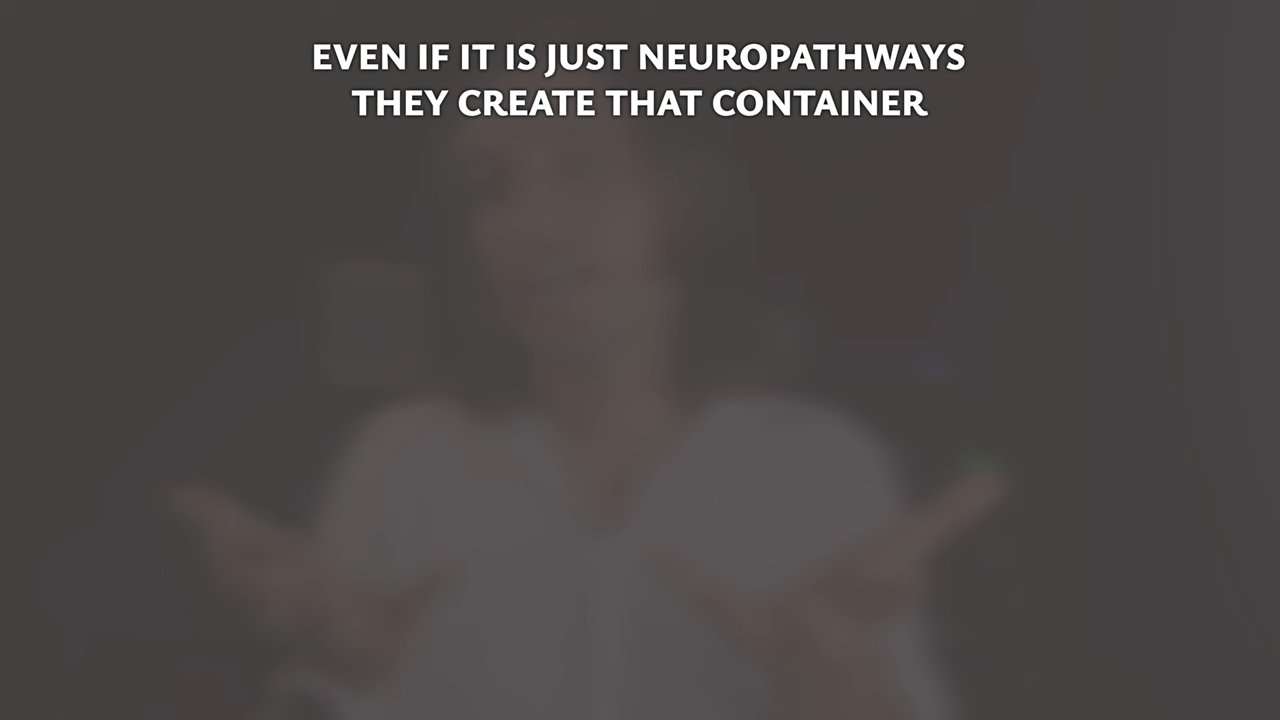 EVEN IF IT IS JUST NEUROPATHWAYS
THEY CREATE THAT CONTAINER